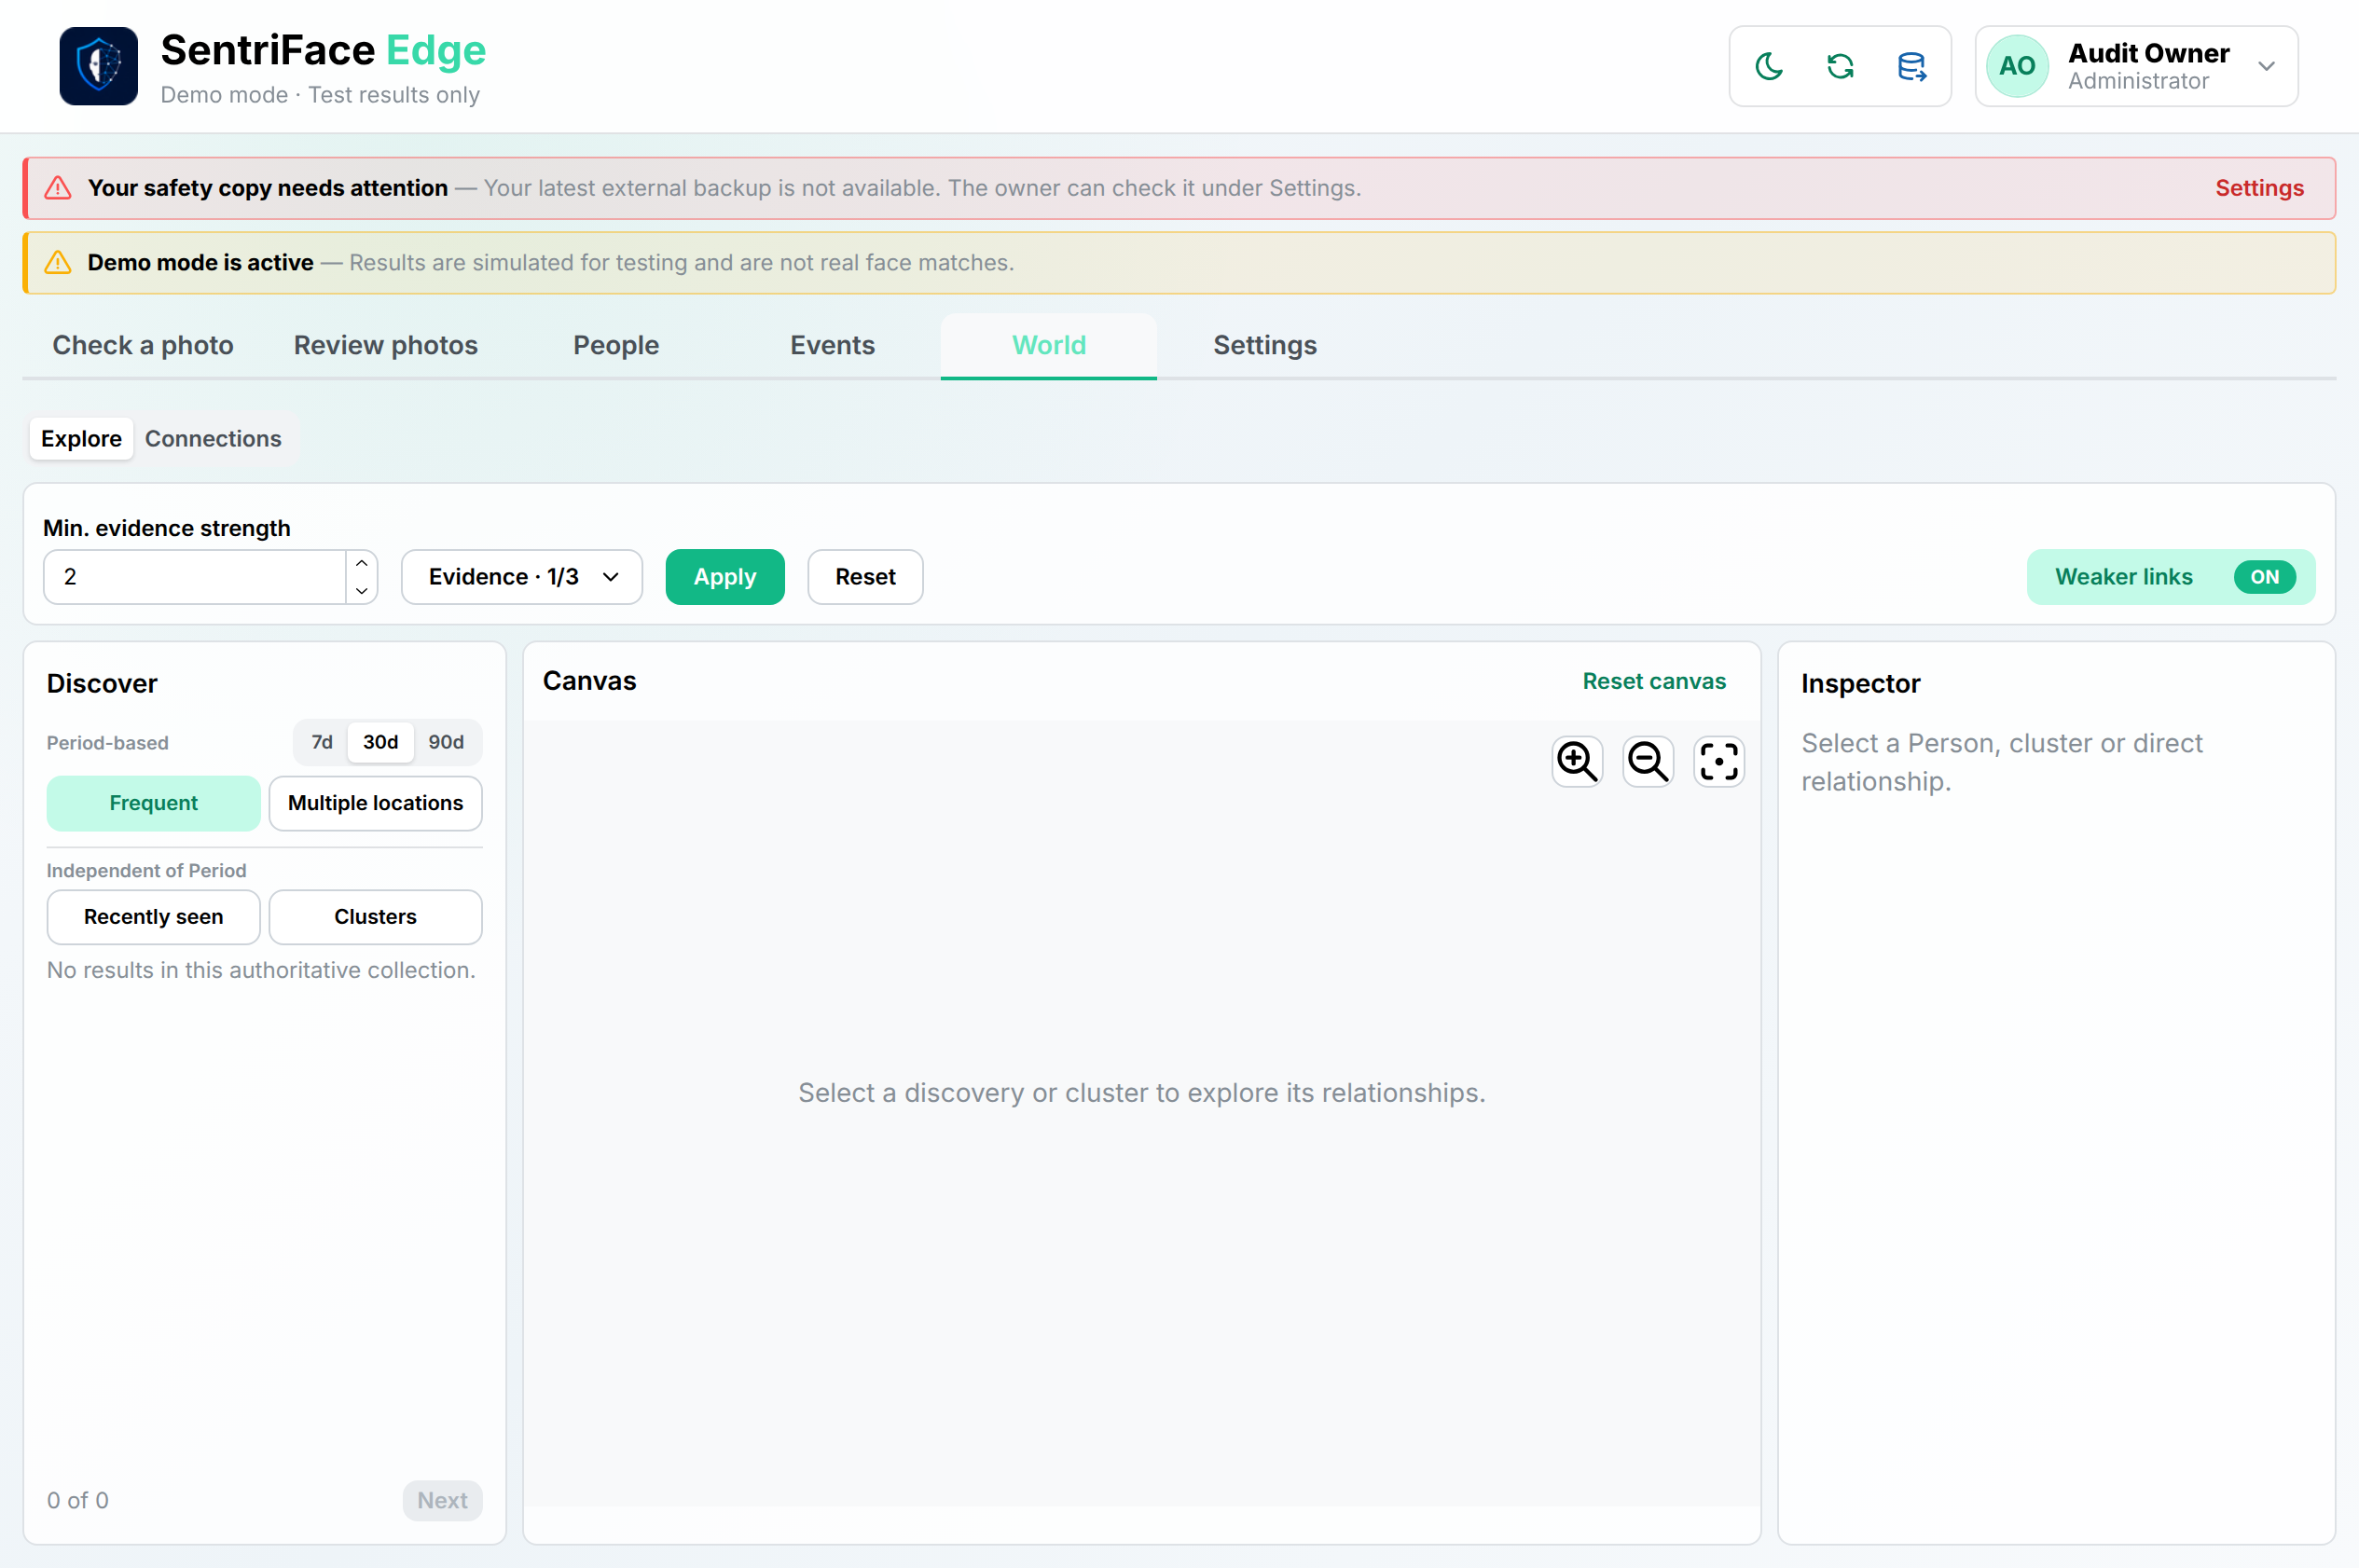 SentriFace Edge
Demo mode · Test results only
AO
Audit Owner
Administrator
Your safety copy needs attention — Your latest external backup is not available. The owner can check it under Settings.
Settings
Demo mode is active — Results are simulated for testing and are not real face matches.
Check a photo
Review photos
People
Events
World
Settings
Explore
Connections
Min. evidence strength
2
Evidence · 1/3
Apply
Reset
Weaker links
ON
Discover
Period-based
7d
30d
90d
Frequent
Multiple locations
Independent of Period
Recently seen
Clusters
No results in this authoritative collection.
0 of 0
Next
Canvas
Reset canvas
Select a discovery or cluster to explore its relationships.
Inspector
Select a Person, cluster or direct
relationship.